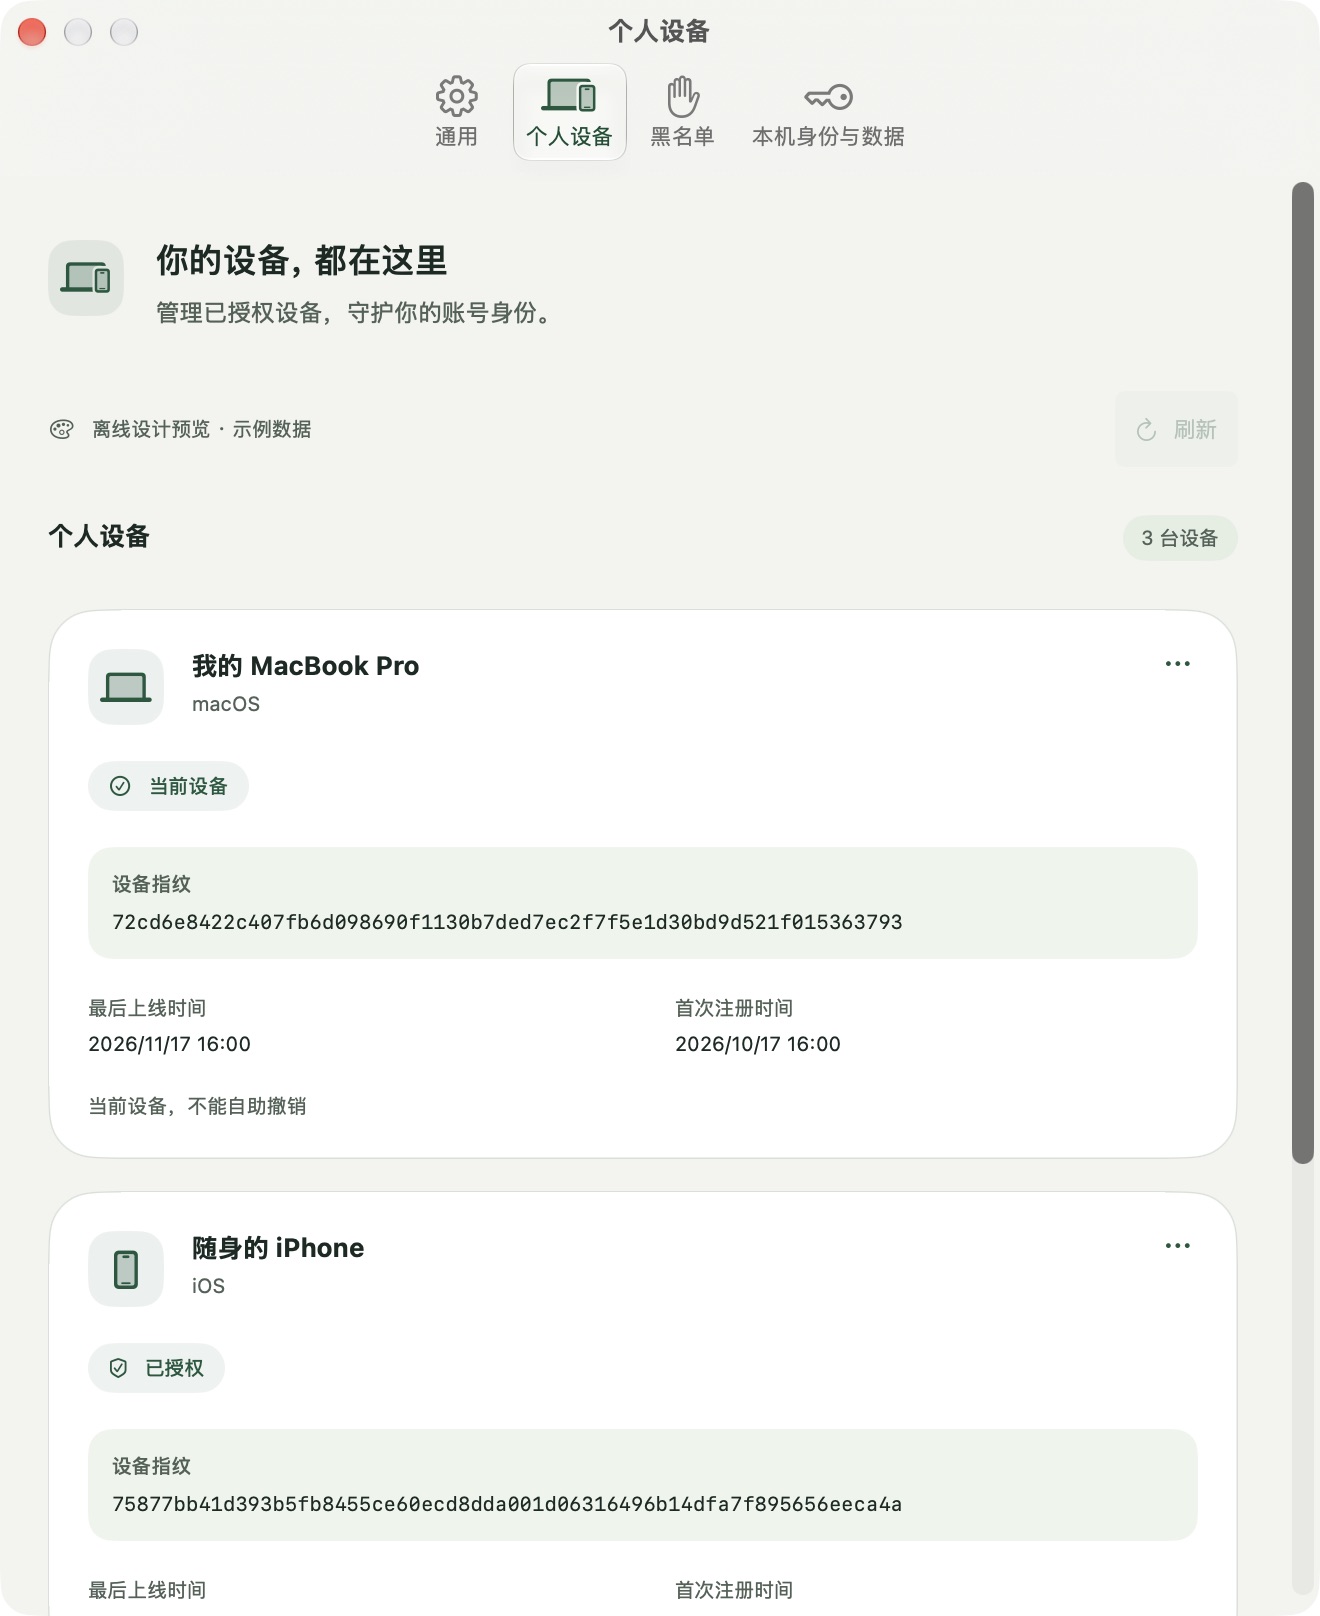 个人设备
通用
个人设备
黑名单
本机身份与数据
你的设备，都在这里
管理已授权设备，守护你的账号身份。
离线设计预览 · 示例数据
刷新
个人设备
3 台设备
我的 MacBook Pro
macOS
当前设备
设备指纹
72cd6e8422c407fb6d098690f1130b7ded7ec2f7f5e1d30bd9d521f015363793
最后上线时间
首次注册时间
2026/11/17 16:00
2026/10/17 16:00
当前设备，不能自助撤销
随身的 iPhone
iOS
已授权
设备指纹
75877bb41d393b5fb8455ce60ecd8dda001d06316496b14dfa7f895656eeca4a
最后上线时间
首次注册时间